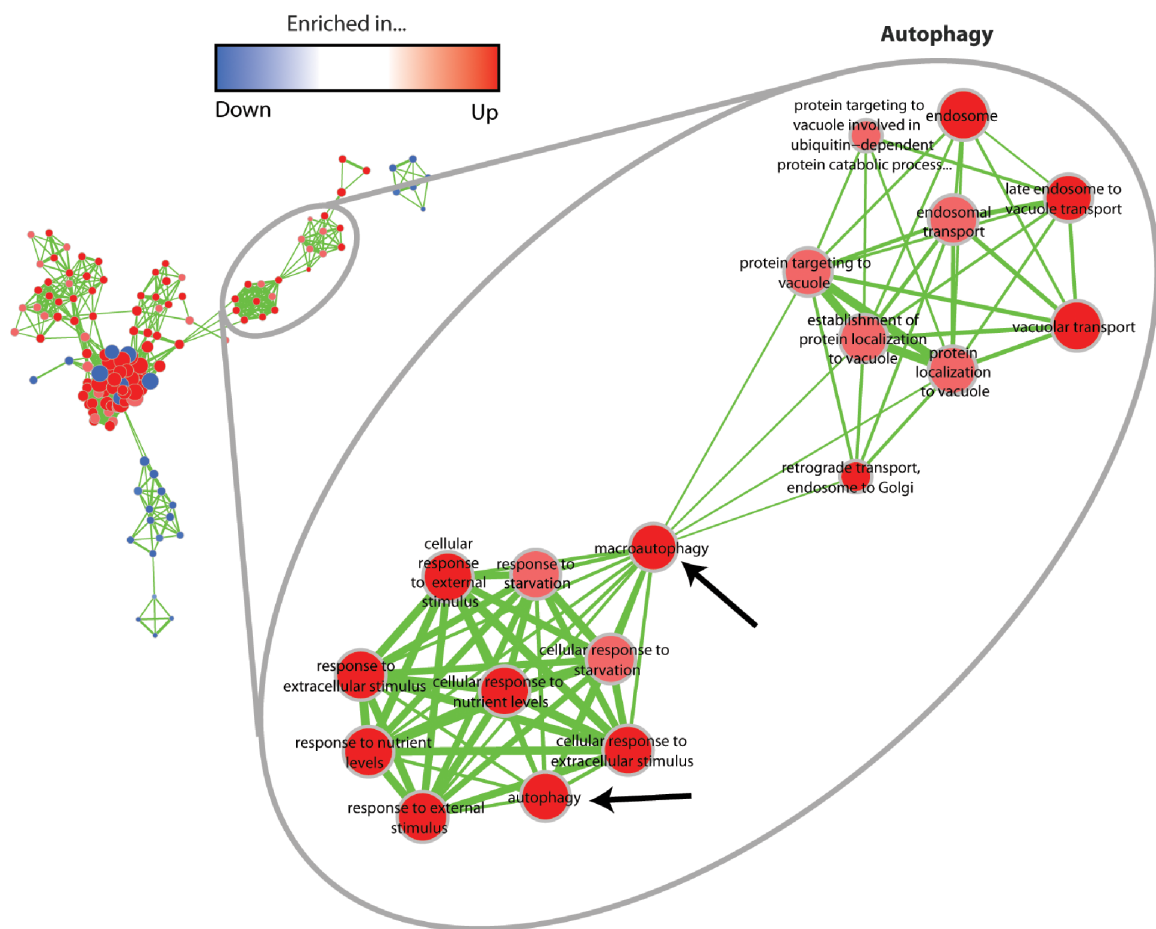 Enriched in...
Down
Up
Autophagy
protein targeting to
vacuole involved in
ubiquitin−dependent
protein catabolic process...
endosome
late endosome to
vacuole transport
endosomal
transport
protein targeting to
vacuole
establishment of
protein localization
to vacuole
vacuolar transport
protein
localization
to vacuole
retrograde transport,
endosome to Golgi
macroautophagy
cellular
response
to external
stimulus
response to
starvation
cellular response to
starvation
response to
extracellular stimulus
cellular response to
nutrient levels
response to nutrient
levels
cellular response to
extracellular stimulus
autophagy
response to external
stimulus